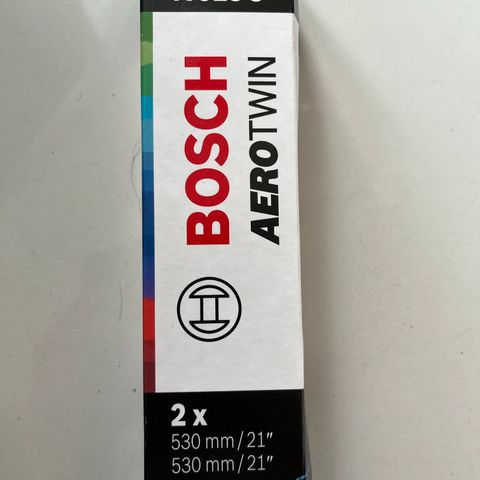 BOSCH
AEROTWIN
2 x
530 mm/21"
530 mm/21"